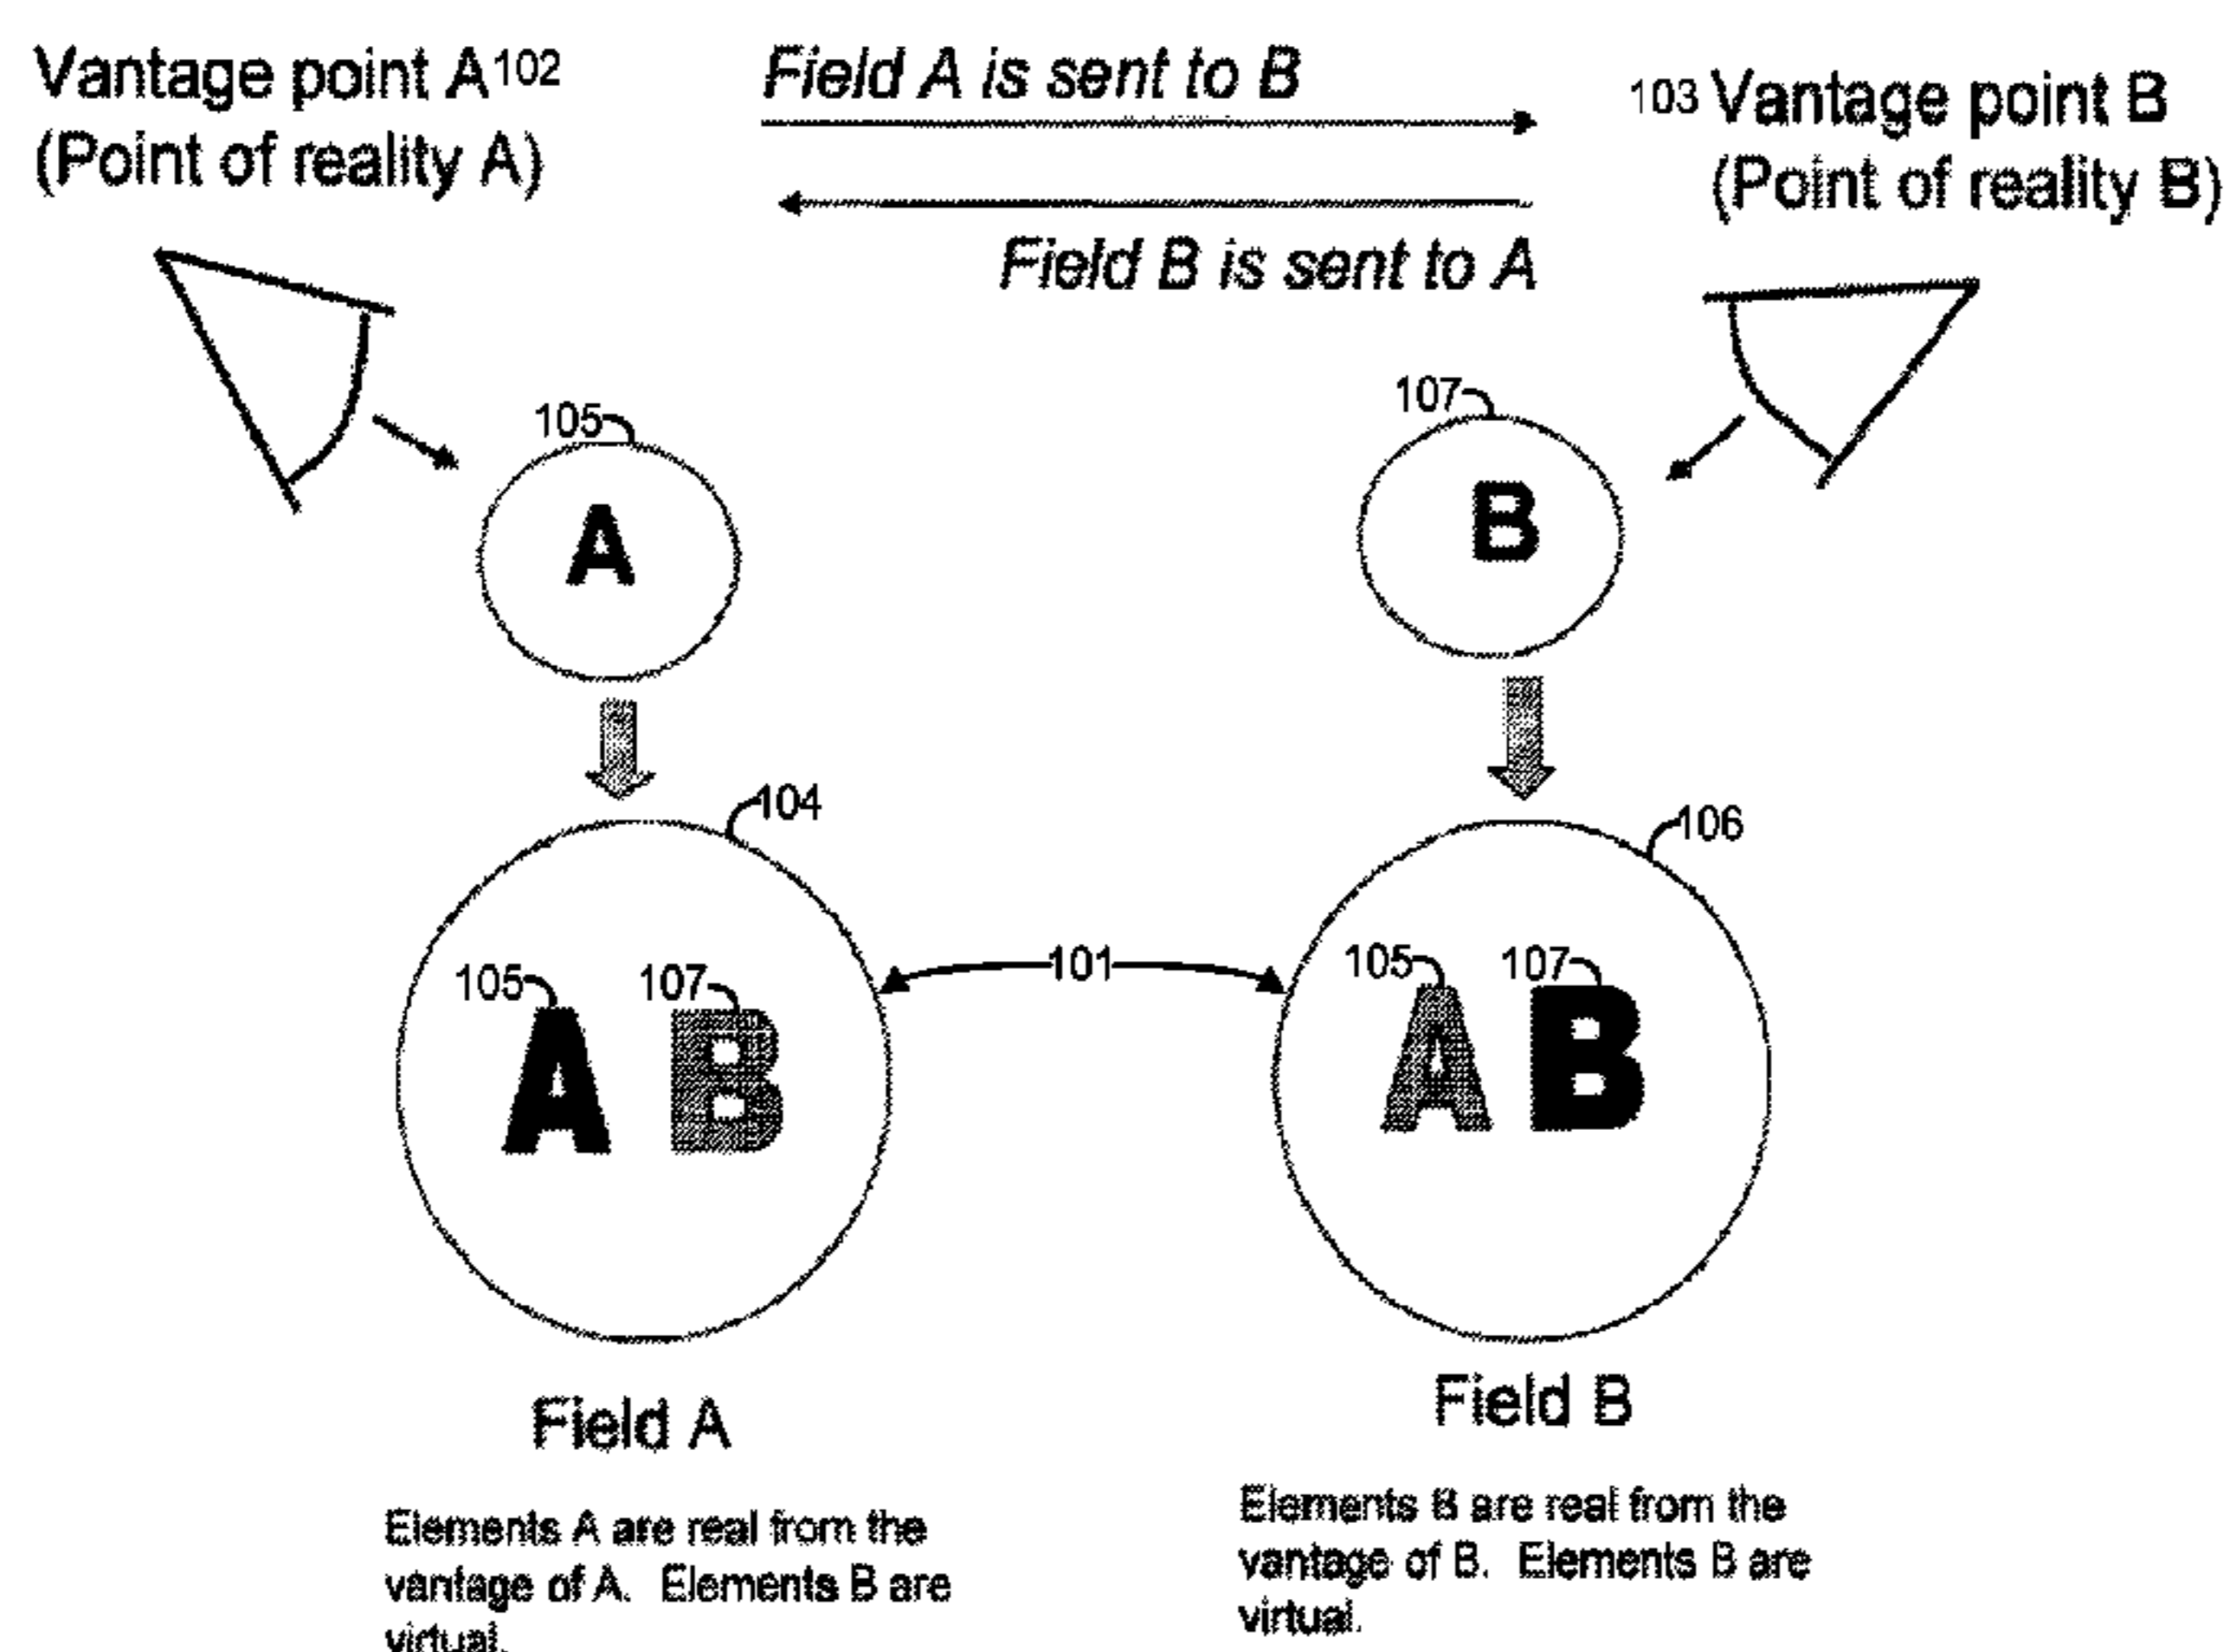 Vantage point A 102
(Point of reality A)
Field A is sent to B
103 Vantage point B
(Point of reality B)
Field B is sent to A
105
A
107
B
104
106
101
105 107
A B
105 107
A B
Field A
Elements A are real from the
vantage of A. Elements B are
virtual.
Field B
Elements B are real from the
vantage of B. Elements B are
virtual.